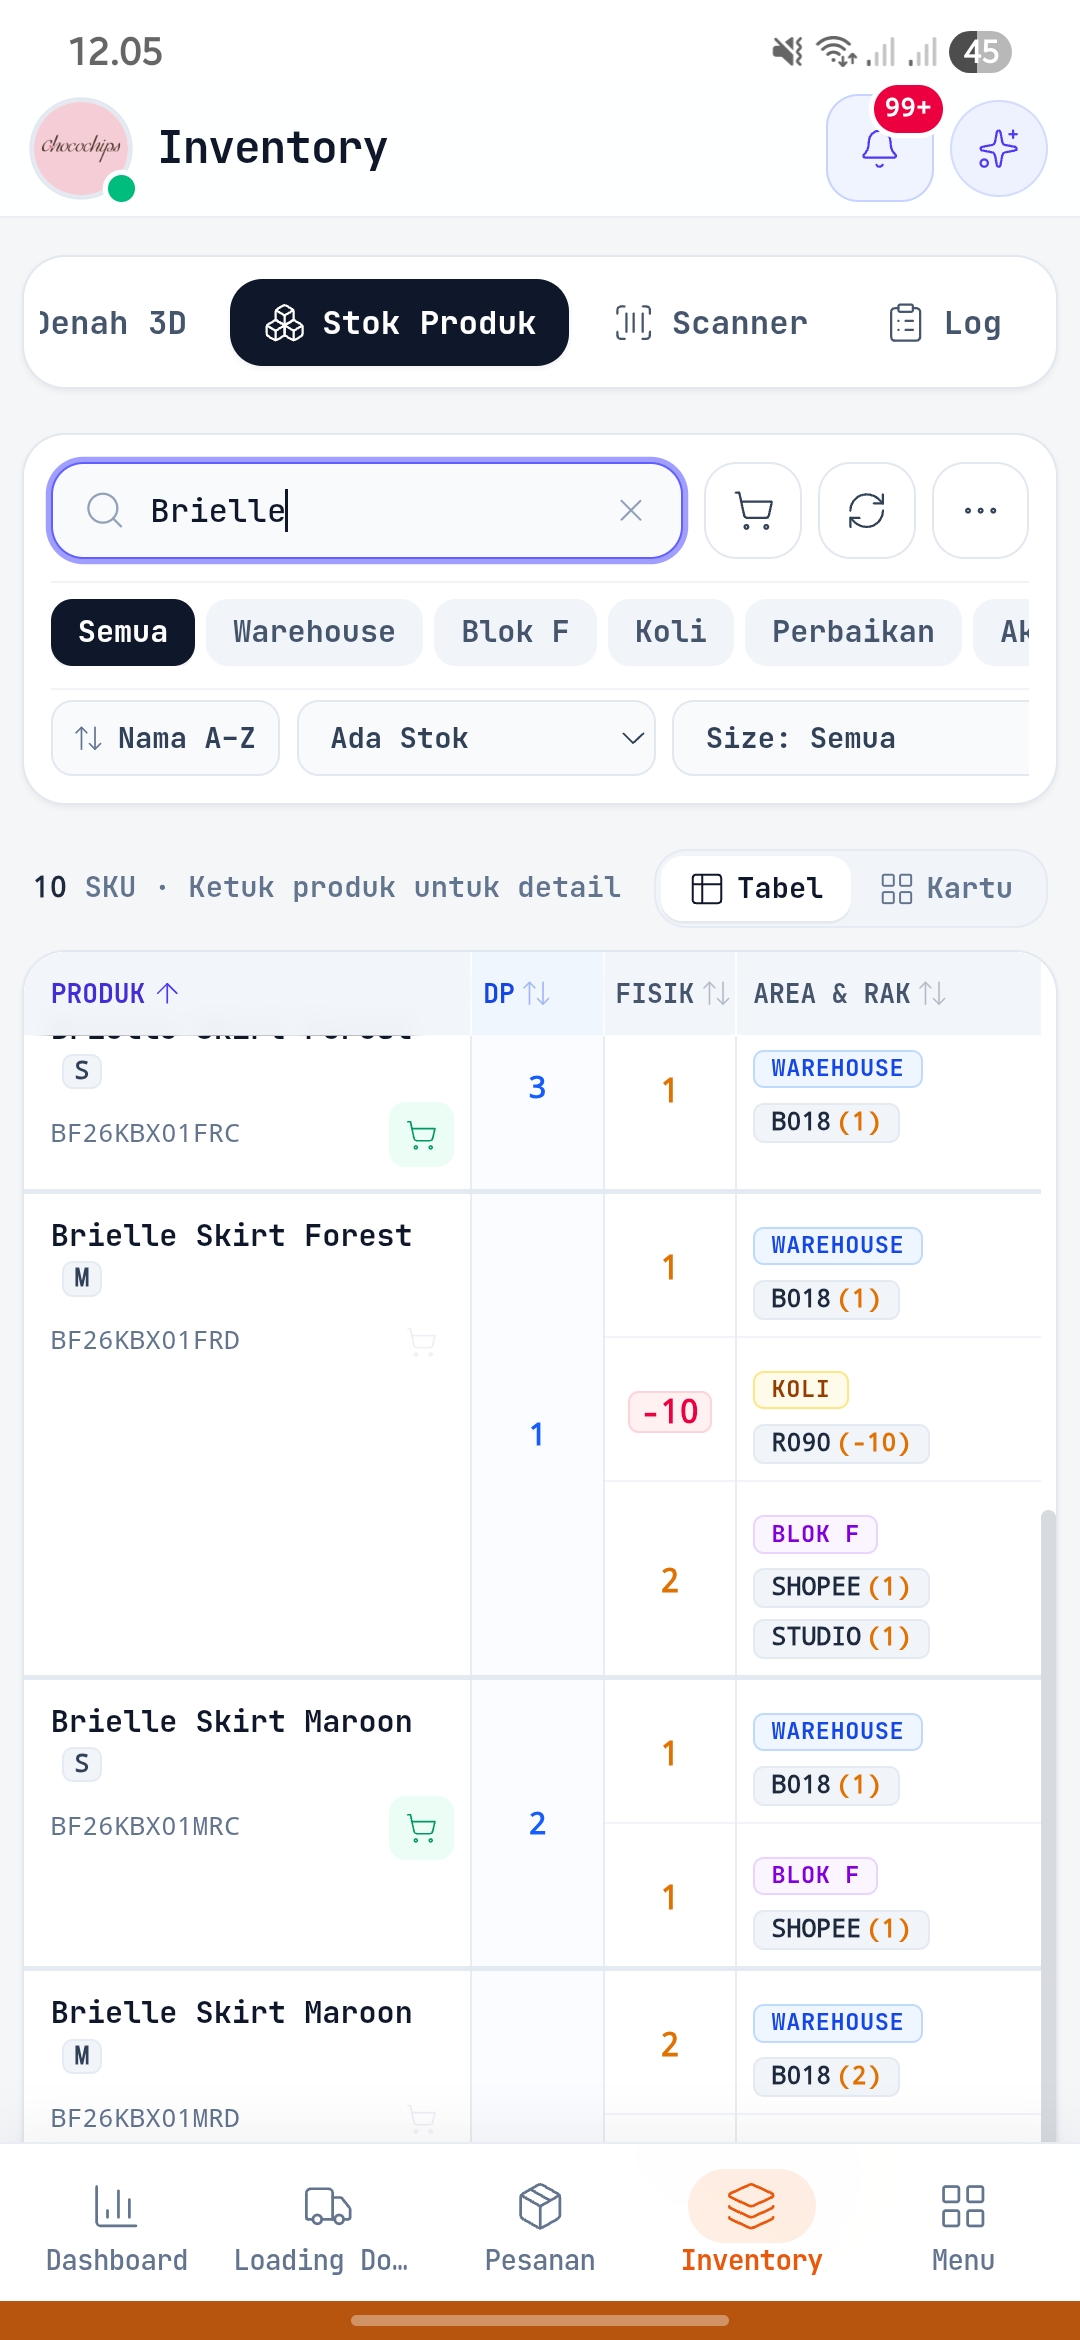 12.05
45
chocochips
Inventory
99+
Denah 3D
Stok Produk
Scanner
Log
Brielle
Semua
Warehouse
Blok F
Koli
Perbaikan
Ak
Nama A-Z
Ada Stok
Size: Semua
10 SKU · Ketuk produk untuk detail
Tabel
Kartu
PRODUK
DP
FISIK
AREA & RAK
Brielle Skirt Forest
S
BF26KBX01FRC
3
1
WAREHOUSE
B018 (1)
Brielle Skirt Forest
M
BF26KBX01FRD
1
1
WAREHOUSE
B018 (1)
-10
KOLI
R090 (-10)
2
BLOK F
SHOPEE (1)
STUDIO (1)
Brielle Skirt Maroon
S
BF26KBX01MRC
2
1
WAREHOUSE
B018 (1)
1
BLOK F
SHOPEE (1)
Brielle Skirt Maroon
M
BF26KBX01MRD
2
WAREHOUSE
B018 (2)
Dashboard
Loading Do…
Pesanan
Inventory
Menu